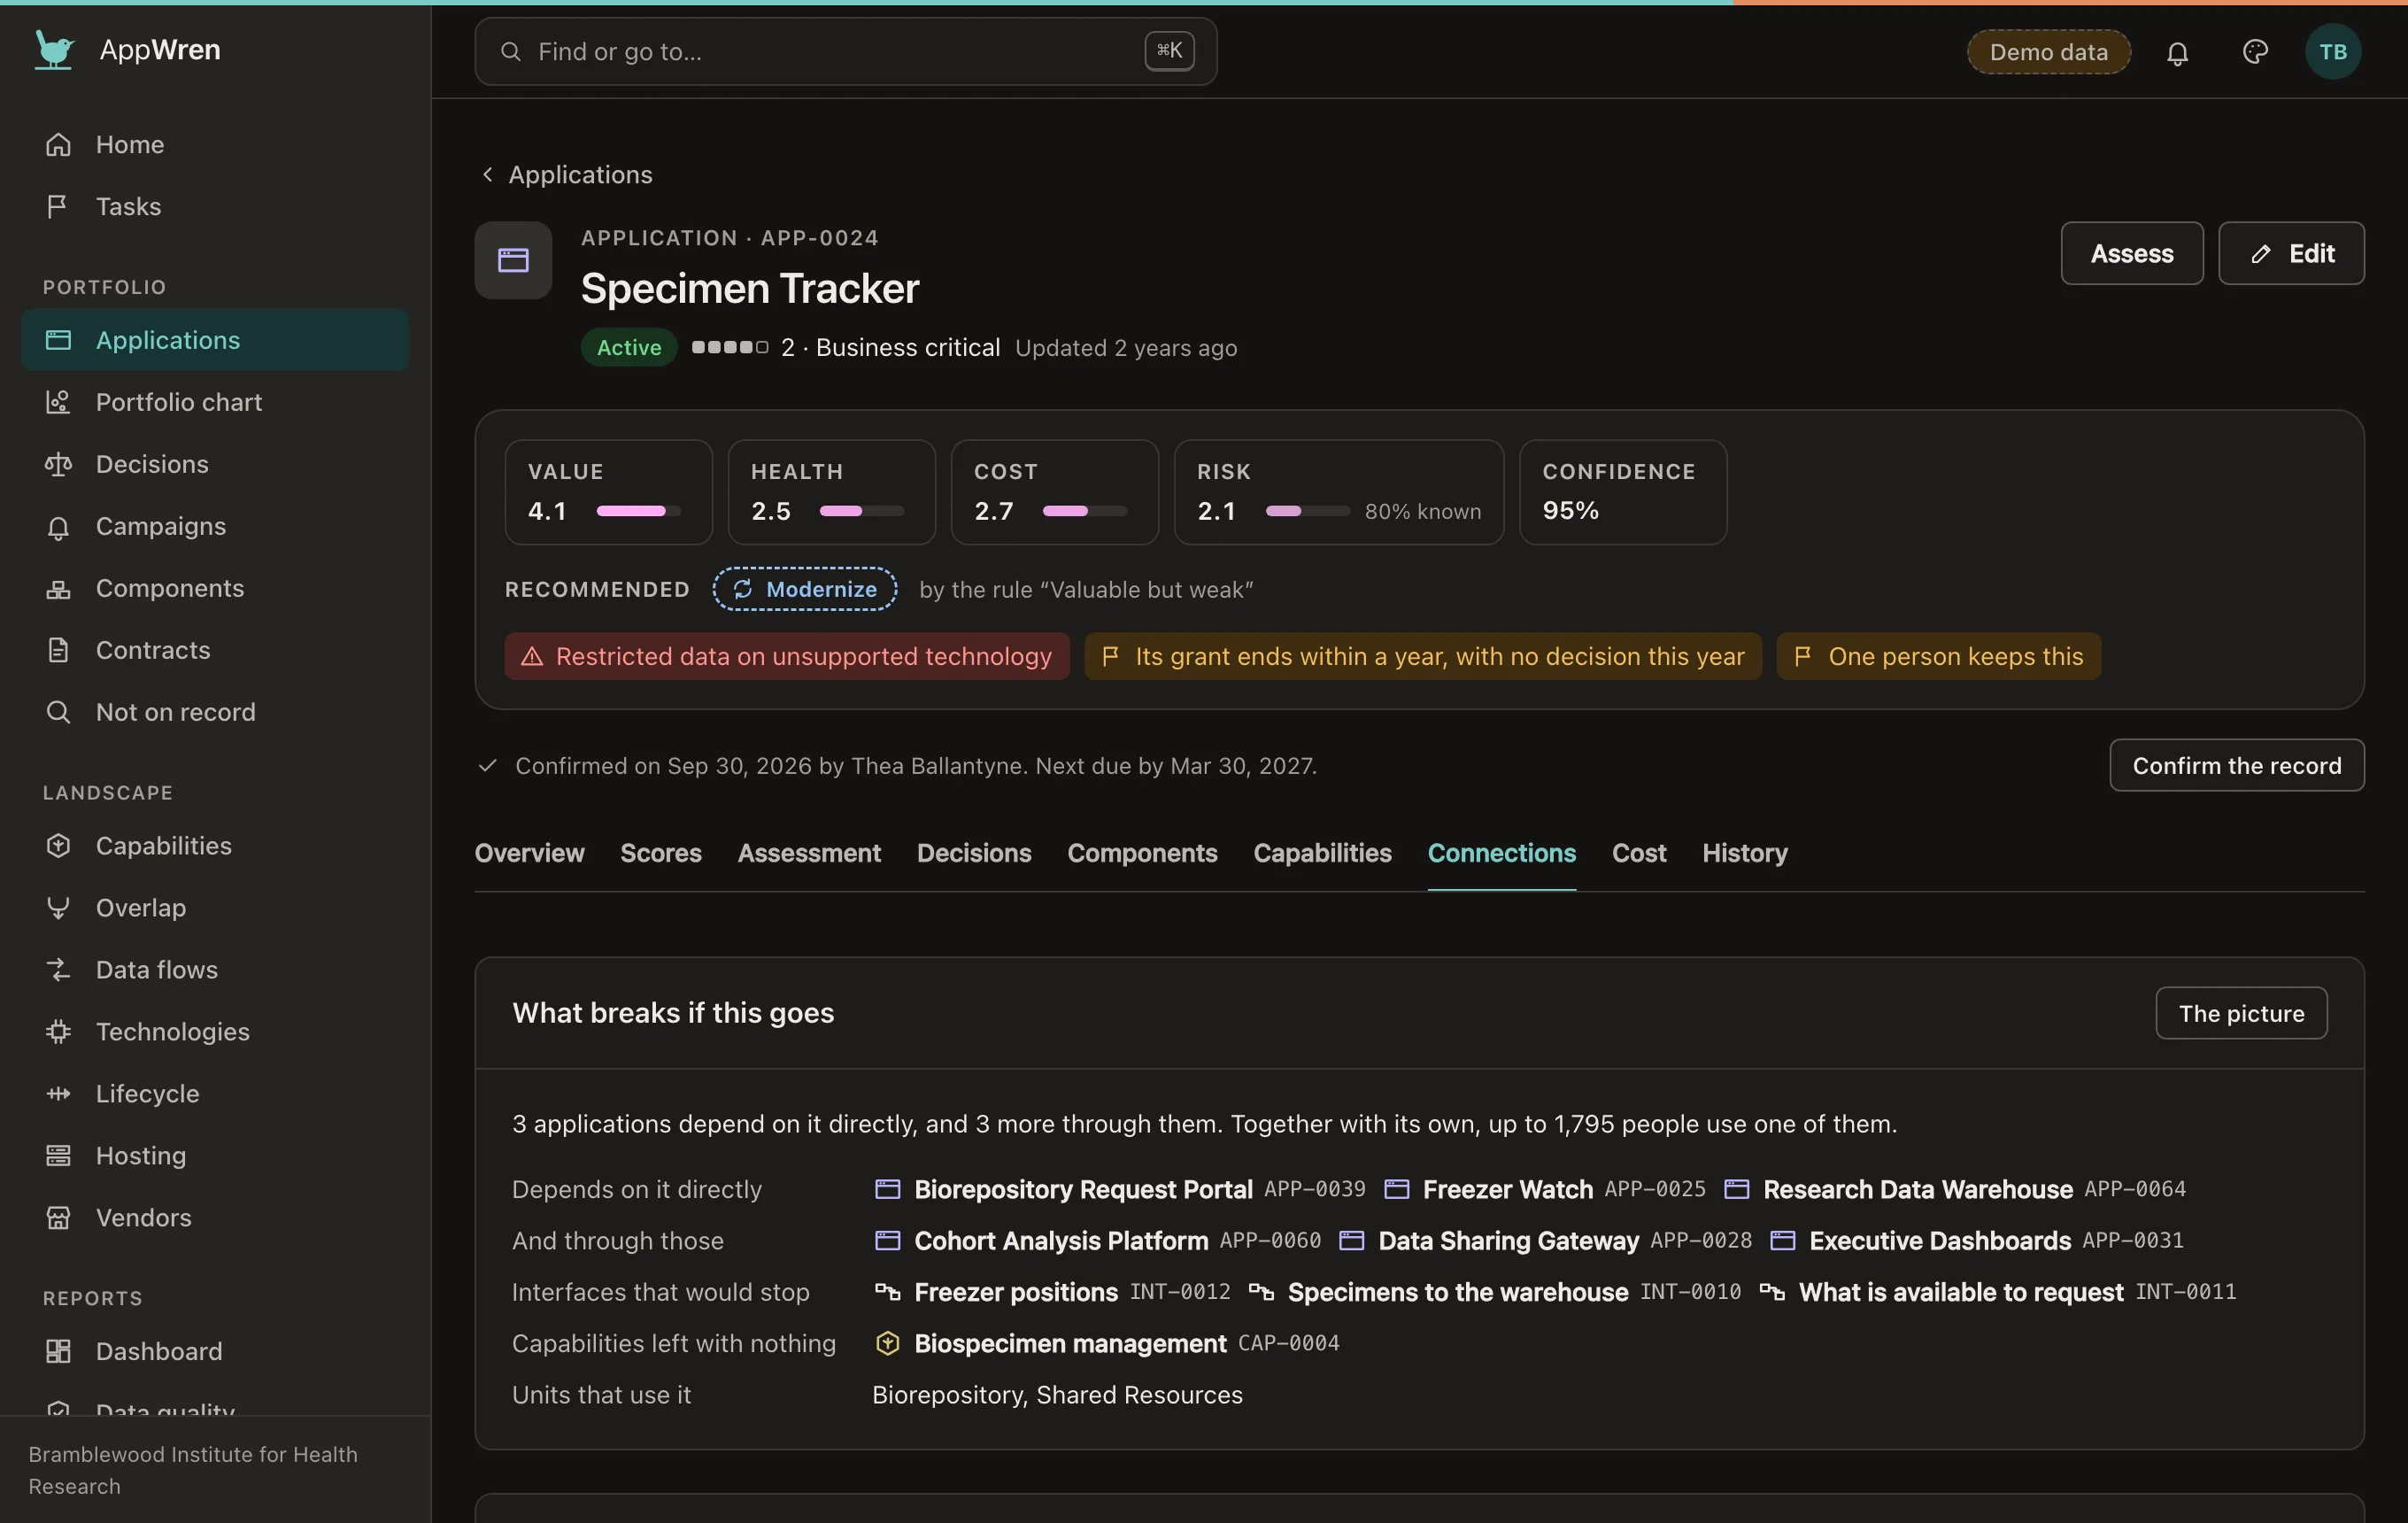 AppWren
Find or go to...
⌘K
Demo data
TB
Home
Tasks
PORTFOLIO
Applications
Portfolio chart
Decisions
Campaigns
Components
Contracts
Not on record
LANDSCAPE
Capabilities
Overlap
Data flows
Technologies
Lifecycle
Hosting
Vendors
REPORTS
Dashboard
Data quality
Bramblewood Institute for Health
Research
Applications
APPLICATION · APP-0024
Specimen Tracker
Active 2 · Business critical Updated 2 years ago
Assess
Edit
VALUE
4.1
HEALTH
2.5
COST
2.7
RISK
2.1 80% known
CONFIDENCE
95%
RECOMMENDED Modernize by the rule “Valuable but weak”
Restricted data on unsupported technology
Its grant ends within a year, with no decision this year
One person keeps this
Confirmed on Sep 30, 2026 by Thea Ballantyne. Next due by Mar 30, 2027.
Confirm the record
Overview Scores Assessment Decisions Components Capabilities Connections Cost History
What breaks if this goes
The picture
3 applications depend on it directly, and 3 more through them. Together with its own, up to 1,795 people use one of them.
Depends on it directly Biorepository Request Portal APP-0039 Freezer Watch APP-0025 Research Data Warehouse APP-0064
And through those Cohort Analysis Platform APP-0060 Data Sharing Gateway APP-0028 Executive Dashboards APP-0031
Interfaces that would stop Freezer positions INT-0012 Specimens to the warehouse INT-0010 What is available to request INT-0011
Capabilities left with nothing Biospecimen management CAP-0004
Units that use it Biorepository, Shared Resources